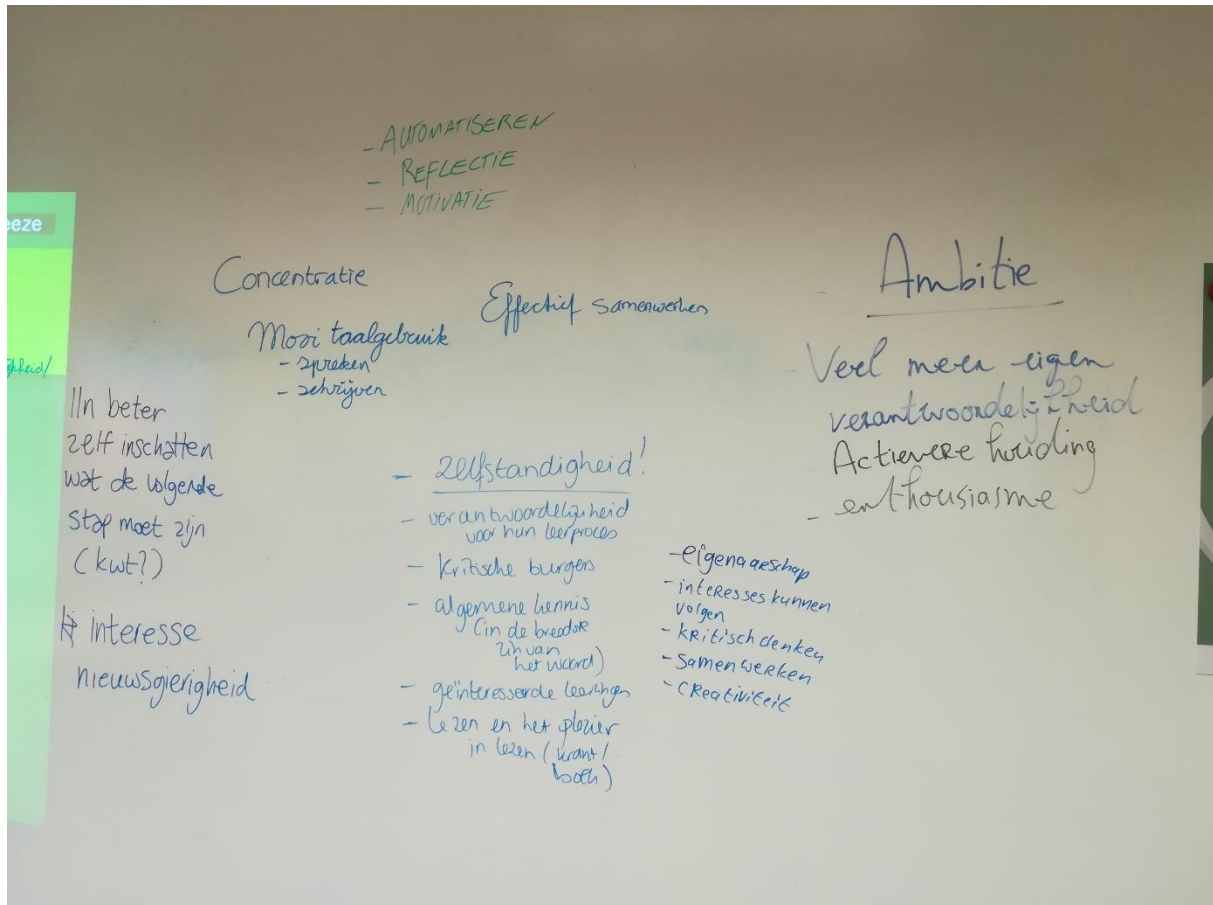 - AUTOMATISEREN
- REFLECTIE
- MOTIVATIE
eeze
Concentratie
Mooi taalgebruik
- spreken
- schrijven
Effectief samenwerken
Ambitie
- Veel meer eigen
verantwoordelijkheid
Actievere houding
- enthousiasme
lln beter
zelf inschatten
wat de volgende
stap moet zijn
(kwt?)
interesse
nieuwsgierigheid
- zelfstandigheid!
- verantwoordelijkheid
voor hun leerproces
- kritische burgers
- algemene kennis
(in de breedste
zin van
het woord)
- geïnteresseerde leerlingen
- lezen en het plezier
in lezen (krant/
boek)
- eigenaarschap
- interesses kunnen
volgen
- kritisch denken
- samenwerken
- creativiteit